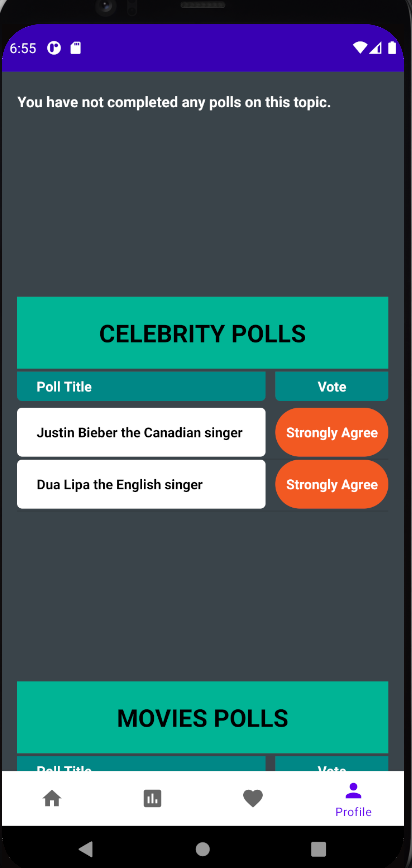 6:55
You have not completed any polls on this topic.
CELEBRITY POLLS
Poll Title Vote
Justin Bieber the Canadian singer Strongly Agree
Dua Lipa the English singer Strongly Agree
MOVIES POLLS
Poll Title Vote
Profile